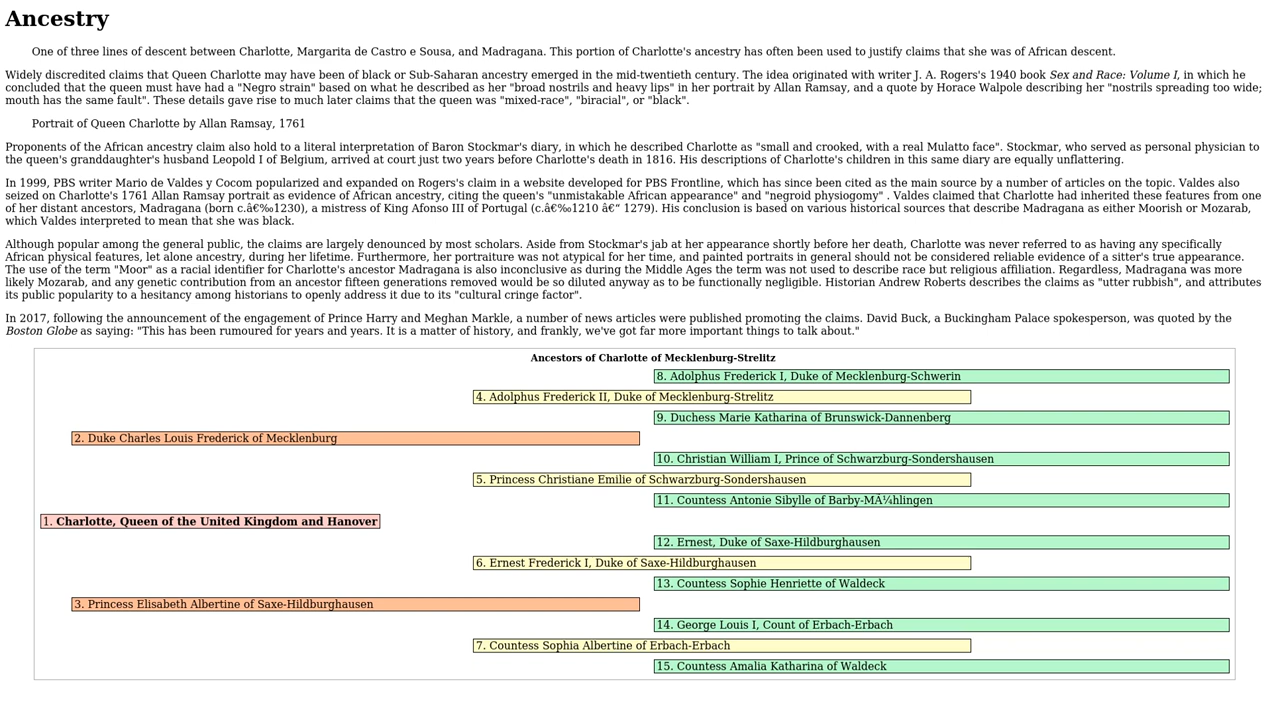 Ancestry
One of three lines of descent between Charlotte, Margarita de Castro e Sousa, and Madragana. This portion of Charlotte's ancestry has often been used to justify claims that she was of African descent.
Widely discredited claims that Queen Charlotte may have been of black or Sub-Saharan ancestry emerged in the mid-twentieth century. The idea originated with writer J. A. Rogers's 1940 book Sex and Race: Volume I, in which he
concluded that the queen must have had a "Negro strain" based on what he described as her "broad nostrils and heavy lips" in her portrait by Allan Ramsay, and a quote by Horace Walpole describing her "nostrils spreading too wide;
mouth has the same fault". These details gave rise to much later claims that the queen was "mixed-race", "biracial", or "black".
Portrait of Queen Charlotte by Allan Ramsay, 1761
Proponents of the African ancestry claim also hold to a literal interpretation of Baron Stockmar's diary, in which he described Charlotte as "small and crooked, with a real Mulatto face". Stockmar, who served as personal physician to
the queen's granddaughter's husband Leopold I of Belgium, arrived at court just two years before Charlotte's death in 1816. His descriptions of Charlotte's children in this same diary are equally unflattering.
In 1999, PBS writer Mario de Valdes y Cocom popularized and expanded on Rogers's claim in a website developed for PBS Frontline, which has since been cited as the main source by a number of articles on the topic. Valdes also
seized on Charlotte's 1761 Allan Ramsay portrait as evidence of African ancestry, citing the queen's "unmistakable African appearance" and "negroid physiogomy" . Valdes claimed that Charlotte had inherited these features from one
of her distant ancestors, Madragana (born c.â€‰1230), a mistress of King Afonso III of Portugal (c.â€‰1210 â€“ 1279). His conclusion is based on various historical sources that describe Madragana as either Moorish or Mozarab,
which Valdes interpreted to mean that she was black.
Although popular among the general public, the claims are largely denounced by most scholars. Aside from Stockmar's jab at her appearance shortly before her death, Charlotte was never referred to as having any specifically
African physical features, let alone ancestry, during her lifetime. Furthermore, her portraiture was not atypical for her time, and painted portraits in general should not be considered reliable evidence of a sitter's true appearance.
The use of the term "Moor" as a racial identifier for Charlotte's ancestor Madragana is also inconclusive as during the Middle Ages the term was not used to describe race but religious affiliation. Regardless, Madragana was more
likely Mozarab, and any genetic contribution from an ancestor fifteen generations removed would be so diluted anyway as to be functionally negligible. Historian Andrew Roberts describes the claims as "utter rubbish", and attributes
its public popularity to a hesitancy among historians to openly address it due to its "cultural cringe factor".
In 2017, following the announcement of the engagement of Prince Harry and Meghan Markle, a number of news articles were published promoting the claims. David Buck, a Buckingham Palace spokesperson, was quoted by the
Boston Globe as saying: "This has been rumoured for years and years. It is a matter of history, and frankly, we've got far more important things to talk about."
Ancestors of Charlotte of Mecklenburg-Strelitz
8. Adolphus Frederick I, Duke of Mecklenburg-Schwerin
4. Adolphus Frederick II, Duke of Mecklenburg-Strelitz
9. Duchess Marie Katharina of Brunswick-Dannenberg
2. Duke Charles Louis Frederick of Mecklenburg
10. Christian William I, Prince of Schwarzburg-Sondershausen
5. Princess Christiane Emilie of Schwarzburg-Sondershausen
11. Countess Antonie Sibylle of Barby-MÃ¼hlingen
1. Charlotte, Queen of the United Kingdom and Hanover
12. Ernest, Duke of Saxe-Hildburghausen
6. Ernest Frederick I, Duke of Saxe-Hildburghausen
13. Countess Sophie Henriette of Waldeck
3. Princess Elisabeth Albertine of Saxe-Hildburghausen
14. George Louis I, Count of Erbach-Erbach
7. Countess Sophia Albertine of Erbach-Erbach
15. Countess Amalia Katharina of Waldeck